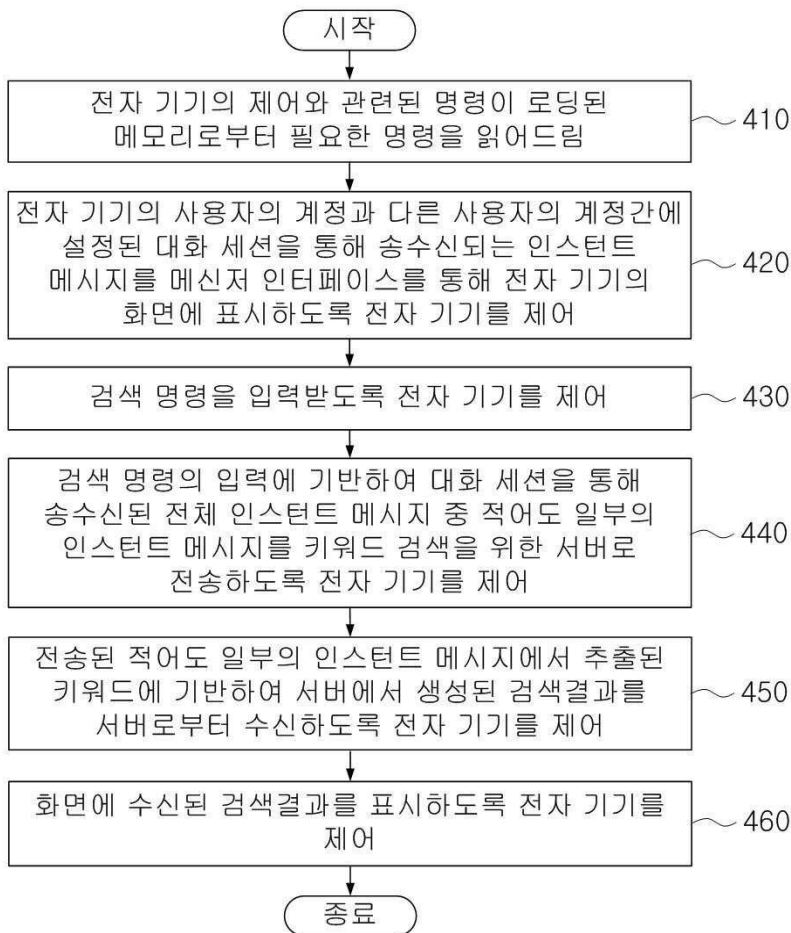 시작
전자 기기의 제어와 관련된 명령이 로딩된
메모리로부터 필요한 명령을 읽어드림
410
전자 기기의 사용자의 계정과 다른 사용자의 계정간에
설정된 대화 세션을 통해 송수신되는 인스턴트
메시지를 메신저 인터페이스를 통해 전자 기기의
화면에 표시하도록 전자 기기를 제어
420
검색 명령을 입력받도록 전자 기기를 제어
430
검색 명령의 입력에 기반하여 대화 세션을 통해
송수신된 전체 인스턴트 메시지 중 적어도 일부의
인스턴트 메시지를 키워드 검색을 위한 서버로
전송하도록 전자 기기를 제어
440
전송된 적어도 일부의 인스턴트 메시지에서 추출된
키워드에 기반하여 서버에서 생성된 검색결과를
서버로부터 수신하도록 전자 기기를 제어
450
화면에 수신된 검색결과를 표시하도록 전자 기기를
제어
460
종료